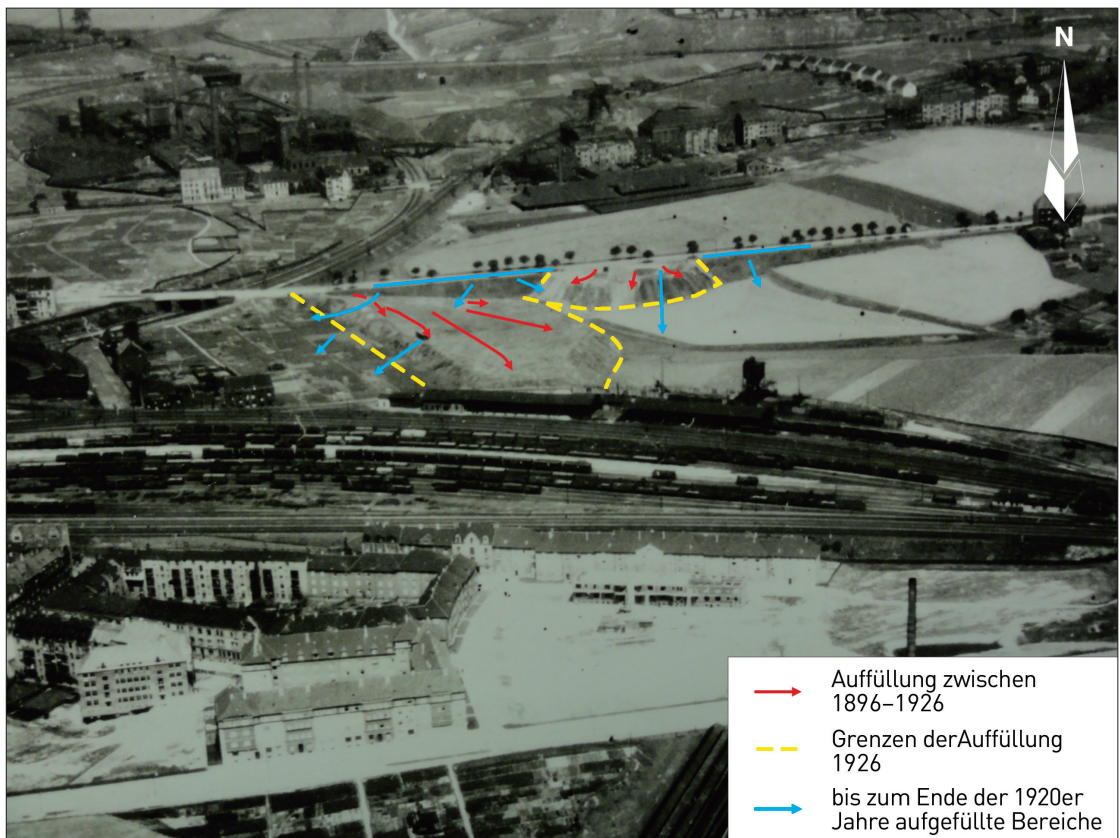 N
Auffüllung zwischen
1896–1926
Grenzen derAuffüllung
1926
bis zum Ende der 1920er
Jahre aufgefüllte Bereiche